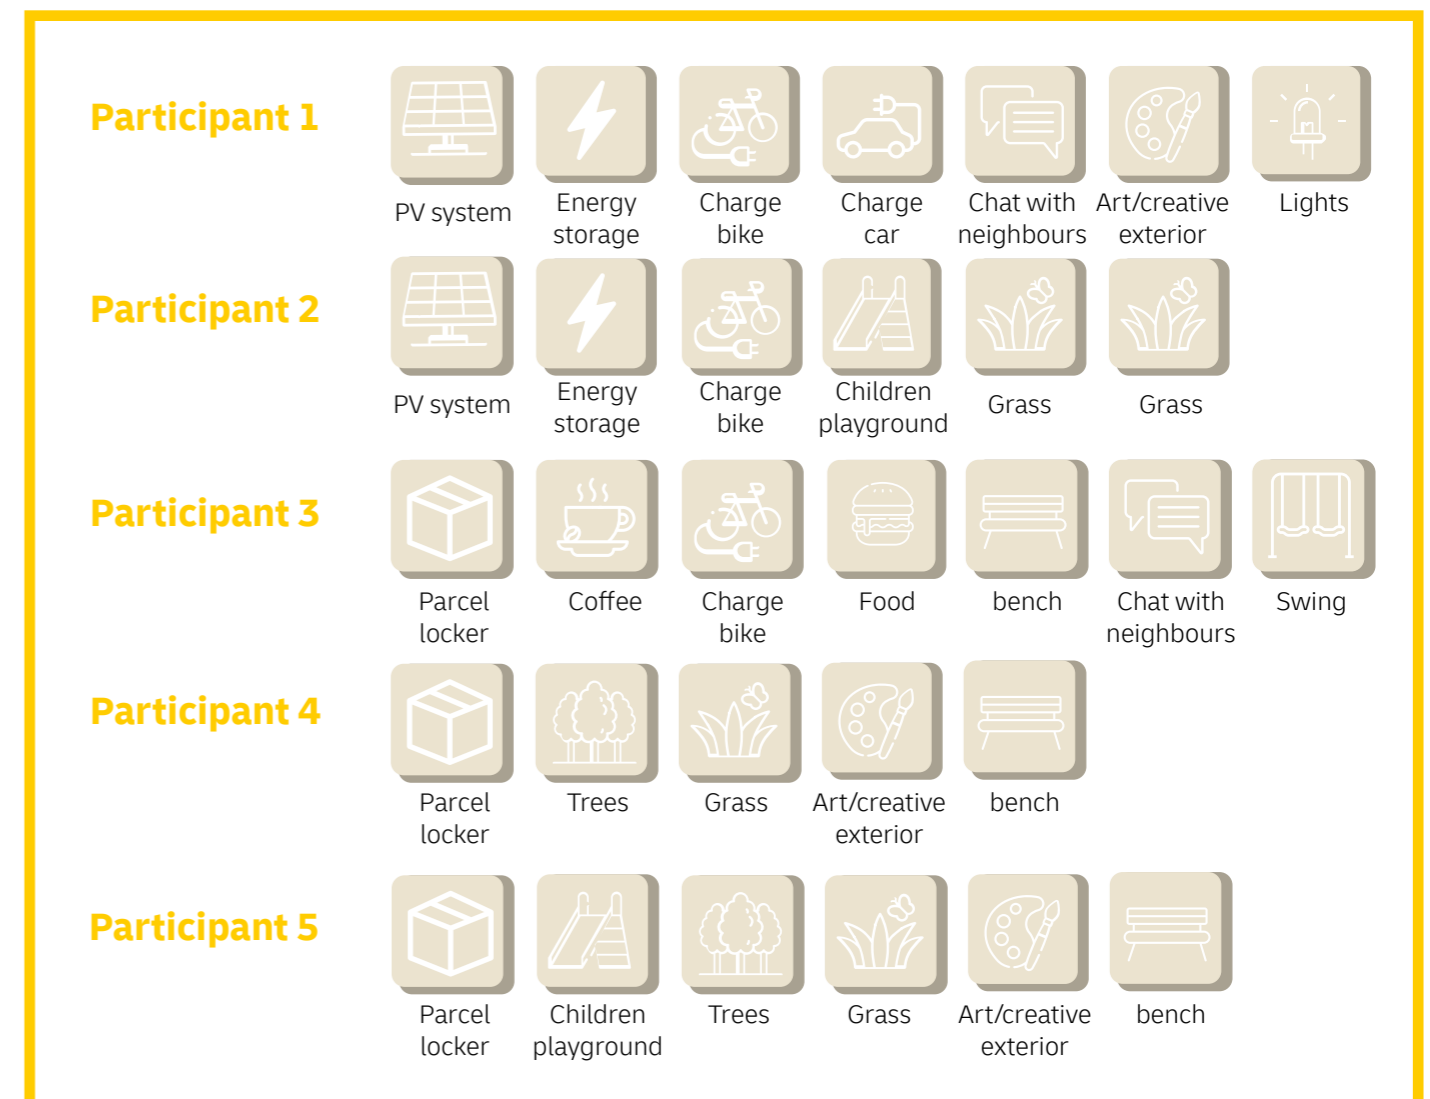 Participant 1
PV system
Energy
storage
Charge
bike
Charge
car
Chat with
neighbours
Art/creative
exterior
Lights
Participant 2
PV system
Energy
storage
Charge
bike
Children
playground
Grass
Grass
Participant 3
Parcel
locker
Coffee
Charge
bike
Food
bench
Chat with
neighbours
Swing
Participant 4
Parcel
locker
Trees
Grass
Art/creative
exterior
bench
Participant 5
Parcel
locker
Children
playground
Trees
Grass
Art/creative
exterior
bench